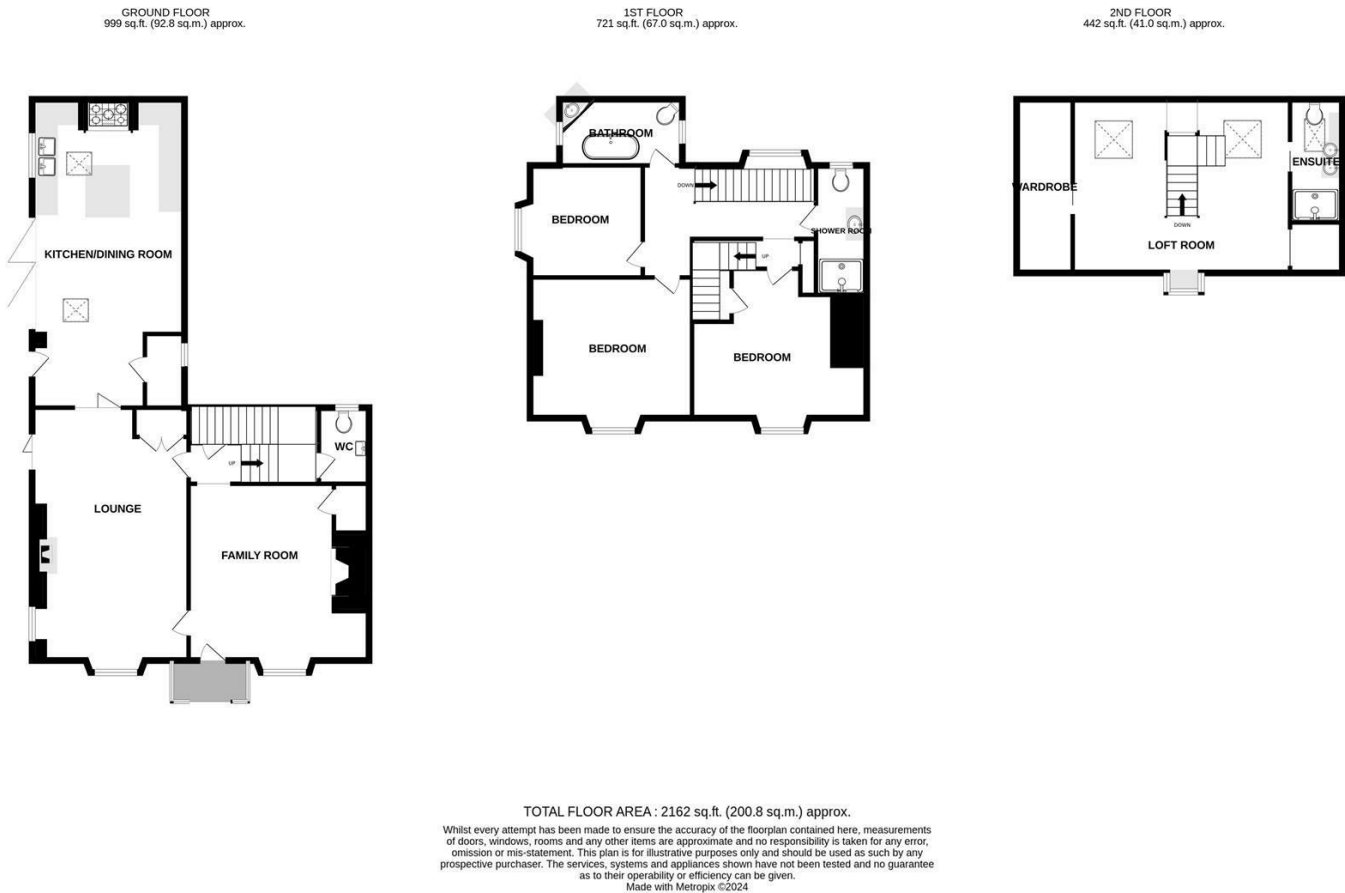 GROUND FLOOR
999 sq.ft. (92.8 sq.m.) approx.
1ST FLOOR
721 sq.ft. (67.0 sq.m.) approx.
2ND FLOOR
442 sq.ft. (41.0 sq.m.) approx.
KITCHEN/DINING ROOM
LOUNGE
UP
WC
FAMILY ROOM
BATHROOM
DOWN
BEDROOM
SHOWER ROOM
UP
BEDROOM
BEDROOM
WARDROBE
ENSUITE
DOWN
LOFT ROOM
TOTAL FLOOR AREA : 2162 sq.ft. (200.8 sq.m.) approx.
Whilst every attempt has been made to ensure the accuracy of the floorplan contained here, measurements
of doors, windows, rooms and any other items are approximate and no responsibility is taken for any error,
omission or mis-statement. This plan is for illustrative purposes only and should be used as such by any
prospective purchaser. The services, systems and appliances shown have not been tested and no guarantee
as to their operability or efficiency can be given.
Made with Metropix ©2024